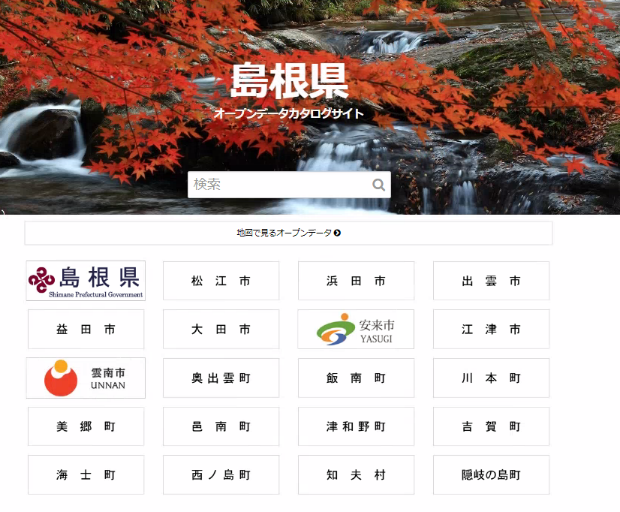 島根県
オープンデータカタログサイト
検索
地図で見るオープンデータ
島根県
Shimane Prefectural Government
松江市
浜田市
出雲市
益田市
大田市
安来市
YASUGI
江津市
雲南市
UNNAN
奥出雲町
飯南町
川本町
美郷町
邑南町
津和野町
吉賀町
海士町
西ノ島町
知夫村
隠岐の島町